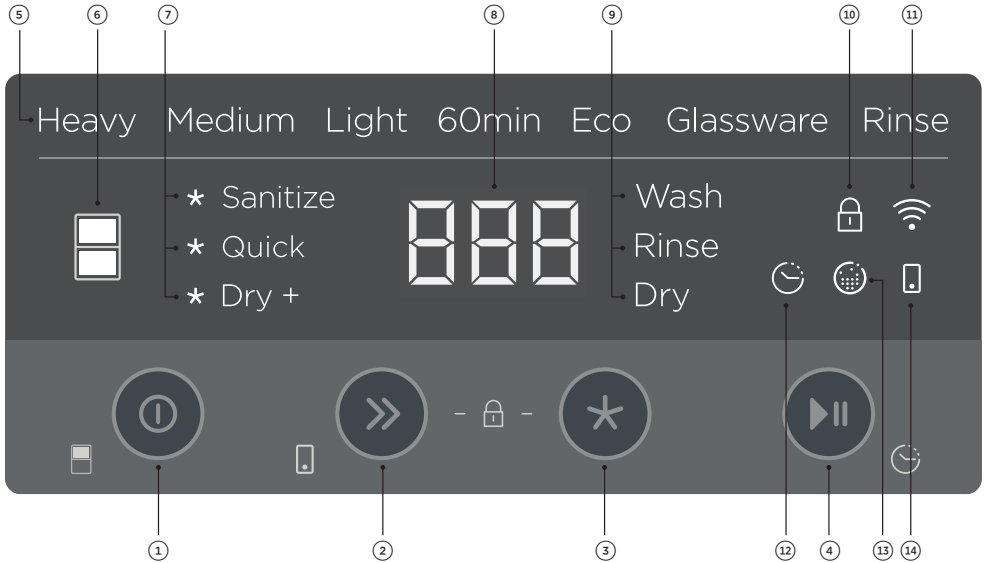 5 6 7 8 9 10 11
Heavy Medium Light 60min Eco Glassware Rinse
* Sanitize 888 Wash
* Quick Rinse
* Dry + Dry
1 2 3 12 4 13 14